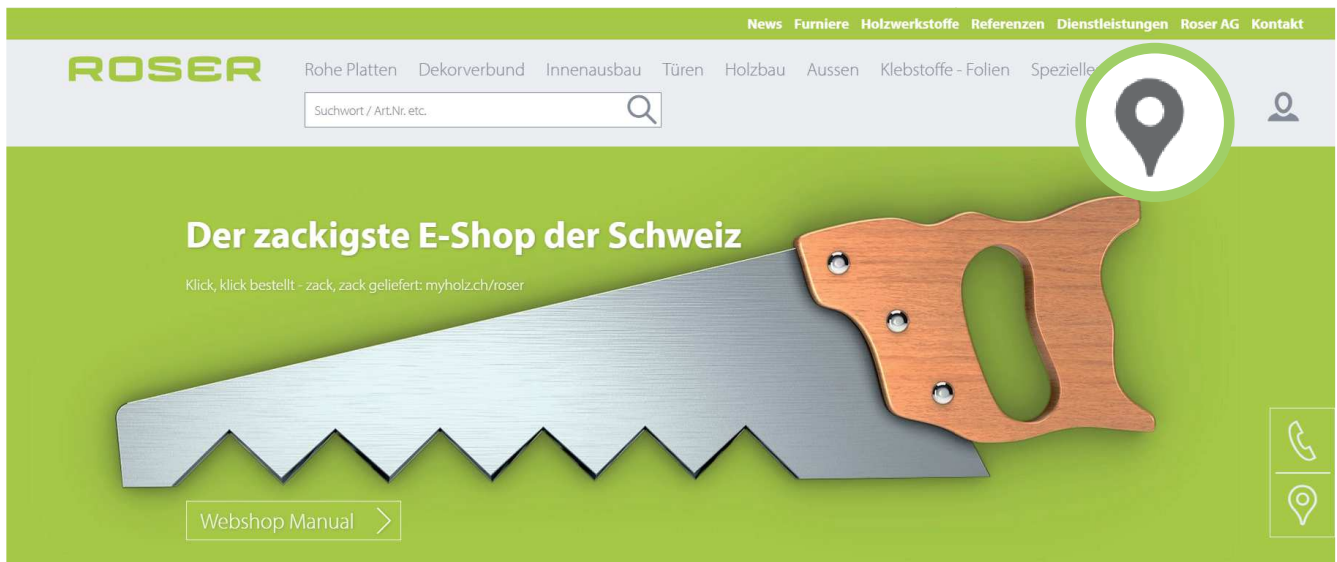 News Furniere Holzwerkstoffe Referenzen Dienstleistungen Roser AG Kontakt
ROSER
Rohe Platten Dekorverbund Innenausbau Türen Holzbau Aussen Klebstoffe - Folien
Suchwort / Art.Nr. etc.
Der zackigste E-Shop der Schweiz
Klick, klick bestellt - zack, zack geliefert: myholz.ch/roser
Webshop Manual